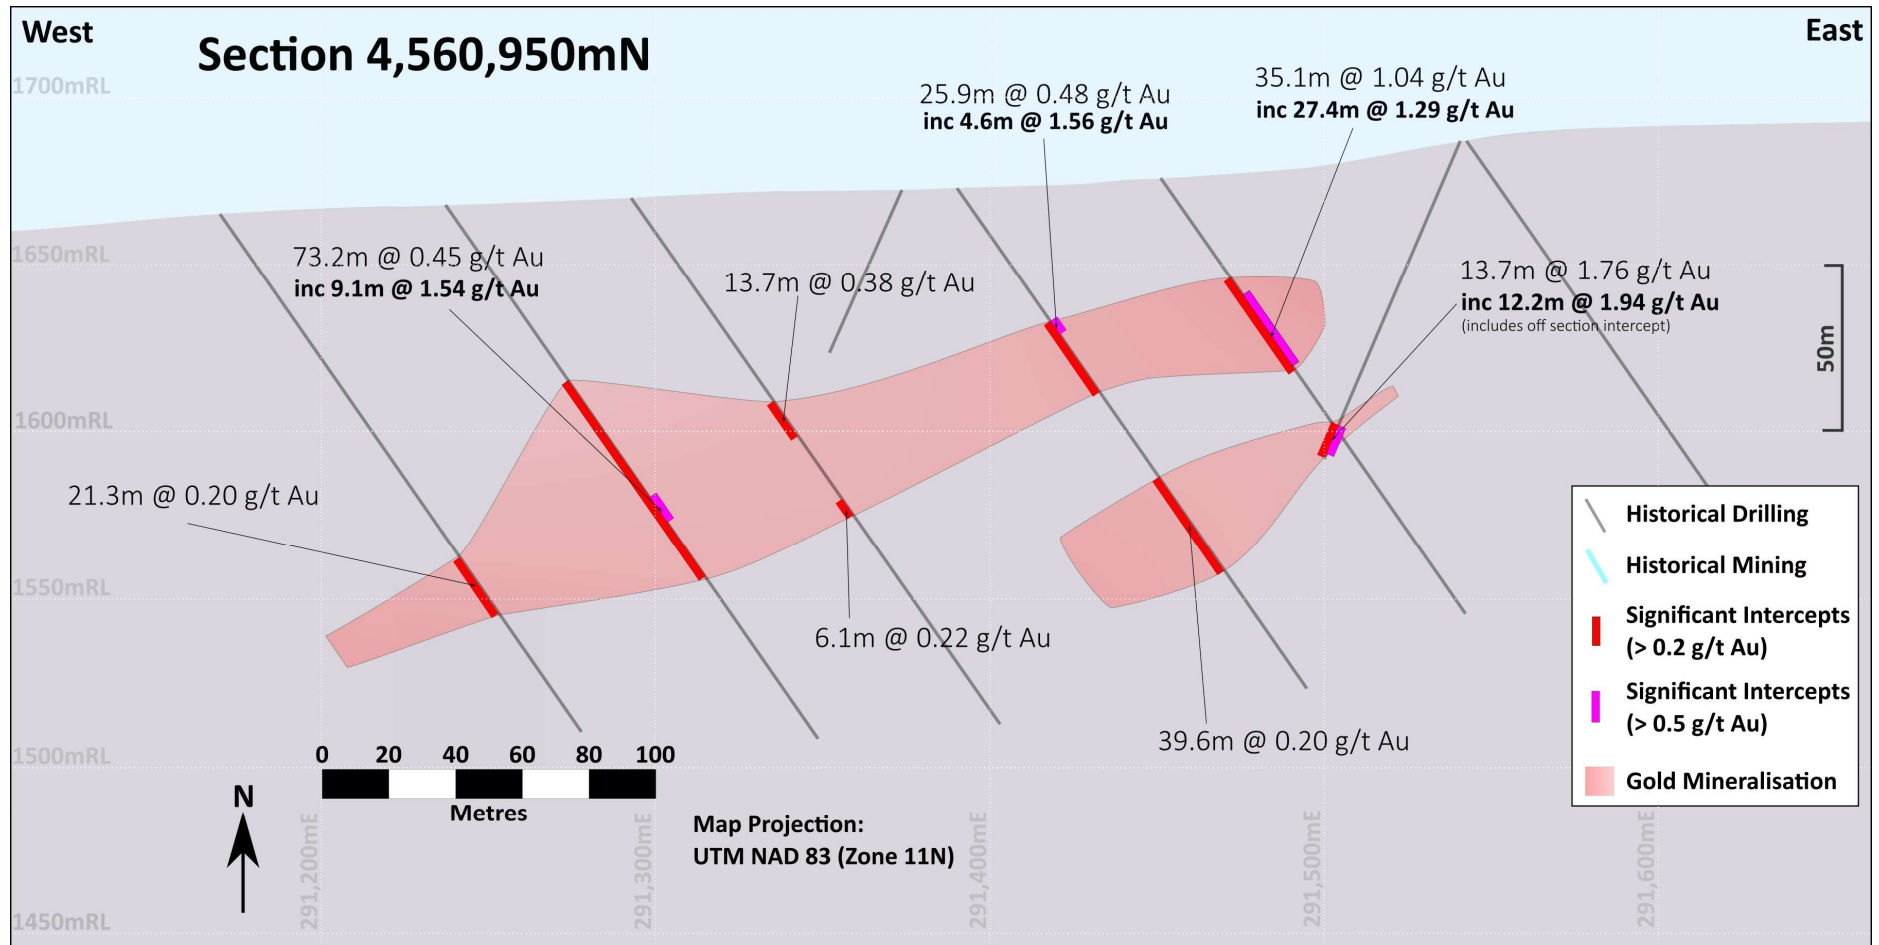 West
East
Section 4,560,950mN
1700mRL
25.9m @ 0.48 g/t Au
inc 4.6m @ 1.56 g/t Au
35.1m @ 1.04 g/t Au
inc 27.4m @ 1.29 g/t Au
1650mRL
73.2m @ 0.45 g/t Au
inc 9.1m @ 1.54 g/t Au
13.7m @ 0.38 g/t Au
13.7m @ 1.76 g/t Au
inc 12.2m @ 1.94 g/t Au
(includes off section intercept)
50m
1600mRL
21.3m @ 0.20 g/t Au
1550mRL
6.1m @ 0.22 g/t Au
39.6m @ 0.20 g/t Au
Historical Drilling
Historical Mining
Significant Intercepts
(> 0.2 g/t Au)
Significant Intercepts
(> 0.5 g/t Au)
Gold Mineralisation
1500mRL
0 20 40 60 80 100
Metres
N
Map Projection:
UTM NAD 83 (Zone 11N)
291,200mE
291,300mE
291,400mE
291,500mE
291,600mE
1450mRL